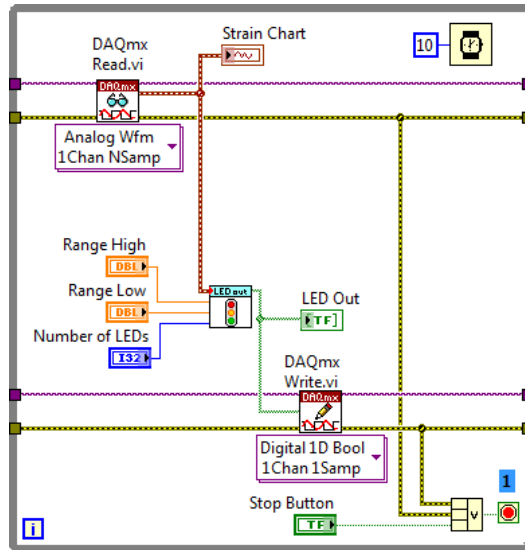 Strain Chart
DAQmx
Read.vi
10
DAQmx
Analog Wfm
1Chan NSamp
Range High
DBL
Range Low
DBL
Number of LEDs
I32
LED out
LED Out
TF
DAQmx
Write.vi
DAQmx
Digital 1D Bool
1Chan 1Samp
1
Stop Button
TF
V
i